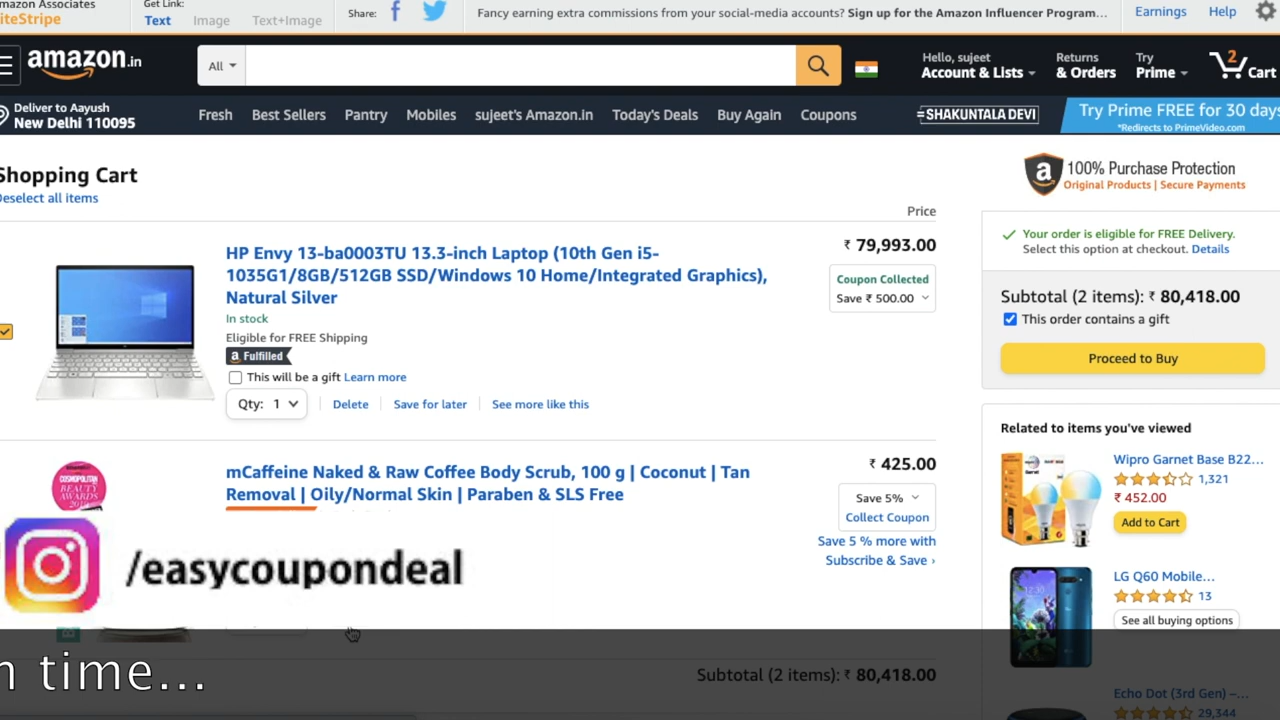 mazon Associates
iteStripe
Get Link:
Text Image Text+Image
Share:
Fancy earning extra commissions from your social-media accounts? Sign up for the Amazon Influencer Program...
Earnings Help
amazon.in
All
Hello, sujeet
Account & Lists
Returns
& Orders
Try
Prime
2
Cart
Deliver to Aayush
New Delhi 110095
Fresh Best Sellers Pantry Mobiles sujeet's Amazon.in Today's Deals Buy Again Coupons
SHAKUNTALA DEVI
Try Prime FREE for 30 days
*Redirects to PrimeVideo.com
Shopping Cart
Deselect all items
Price
HP Envy 13-ba0003TU 13.3-inch Laptop (10th Gen i5-
1035G1/8GB/512GB SSD/Windows 10 Home/Integrated Graphics),
Natural Silver
In stock
Eligible for FREE Shipping
a Fulfilled
This will be a gift Learn more
Qty: 1
Delete
Save for later
See more like this
₹ 79,993.00
Coupon Collected
Save ₹ 500.00
COSMOPOLITAN
BEAUTY
AWARDS
mCaffeine Naked & Raw Coffee Body Scrub, 100 g | Coconut | Tan
Removal | Oily/Normal Skin | Paraben & SLS Free
₹ 425.00
Save 5%
Collect Coupon
Save 5 % more with
Subscribe & Save ›
/easycoupondeal
Subtotal (2 items): ₹ 80,418.00
n time...
a
100% Purchase Protection
Original Products | Secure Payments
Your order is eligible for FREE Delivery.
Select this option at checkout. Details
Subtotal (2 items): ₹ 80,418.00
This order contains a gift
Proceed to Buy
Related to items you've viewed
Wipro Garnet Base B22...
1,321
₹ 452.00
Add to Cart
LG Q60 Mobile...
13
See all buying options
Echo Dot (3rd Gen) –...
29,344